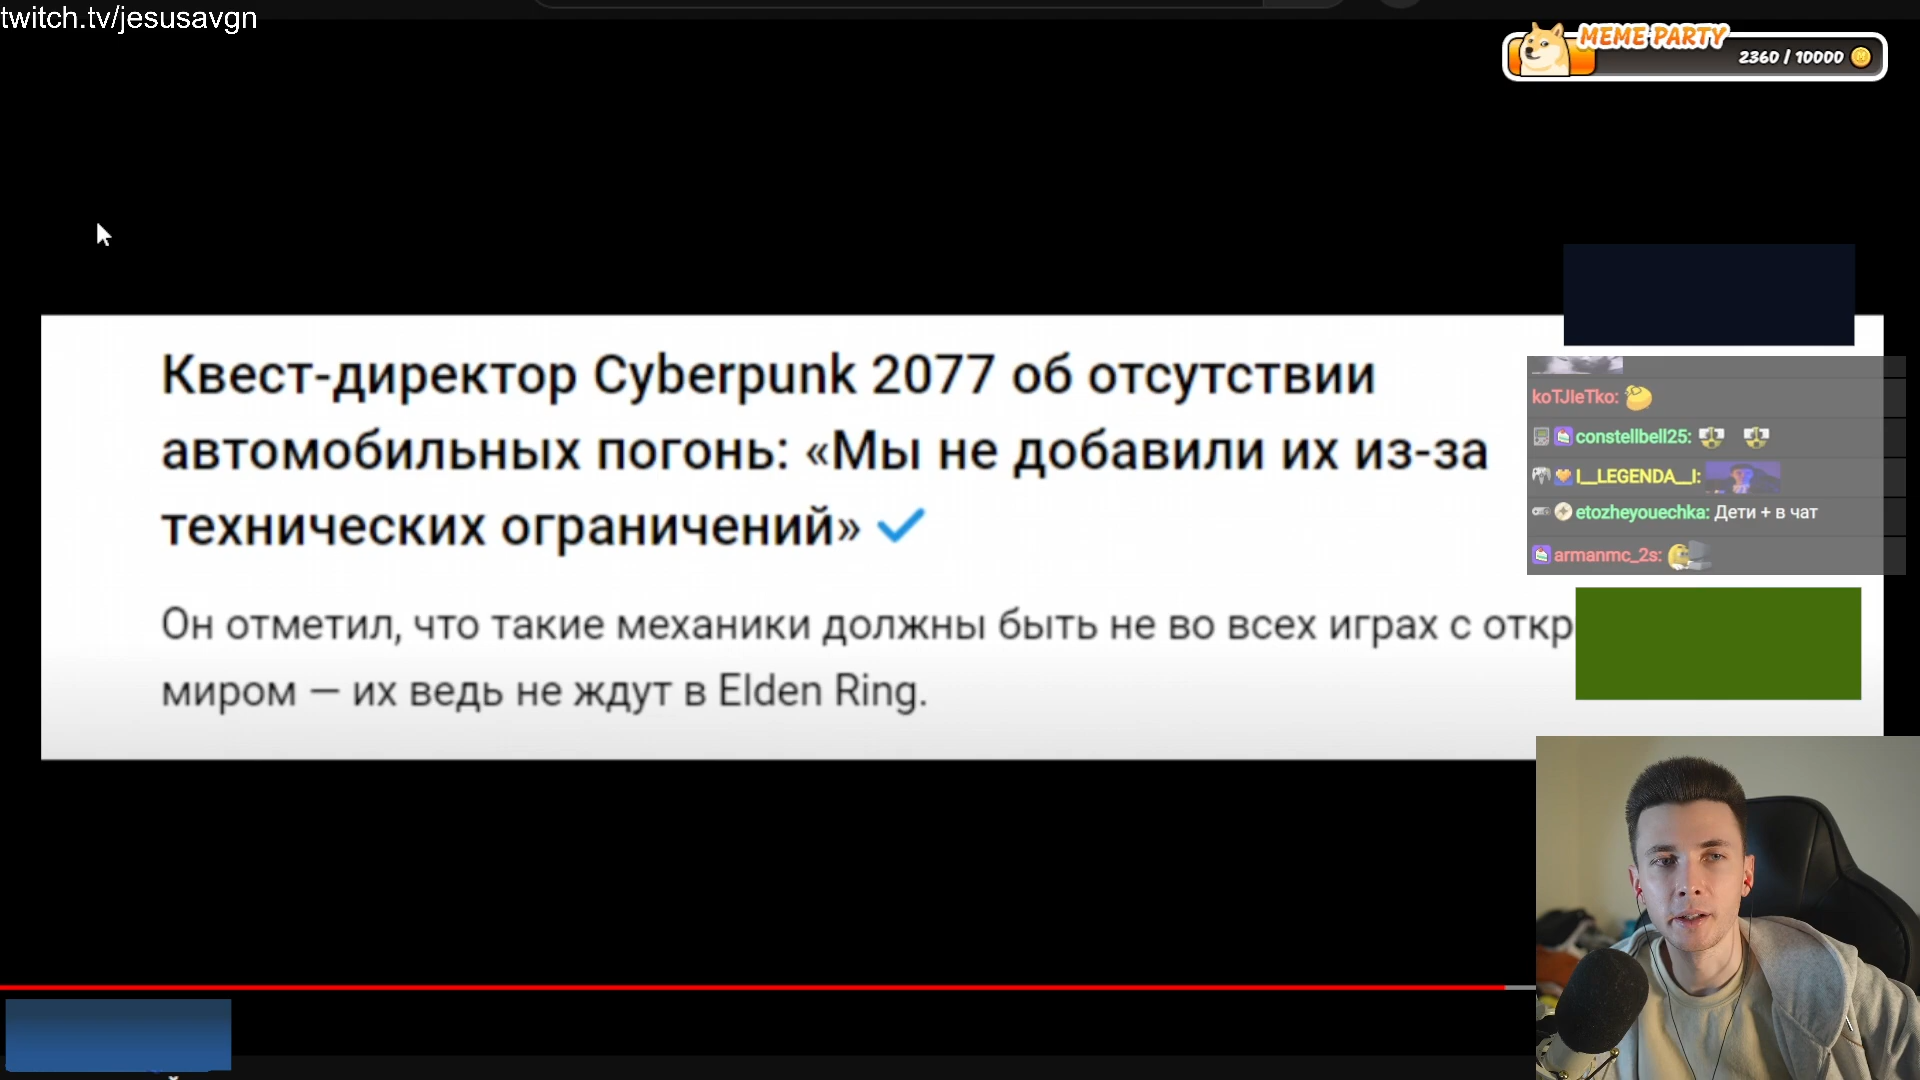 twitch.tv/jesusavgn
MEME PARTY
2360 / 10000
Квест-директор Cyberpunk 2077 об отсутствии
автомобильных погонь: «Мы не добавили их из-за
технических ограничений»
Он отметил, что такие механики должны быть не во всех играх с откр
миром — их ведь не ждут в Elden Ring.
koTJIeTko:
constellbell25:
I__LEGENDA__I:
etozheyouechka: Дети + в чат
armanmc_2s: